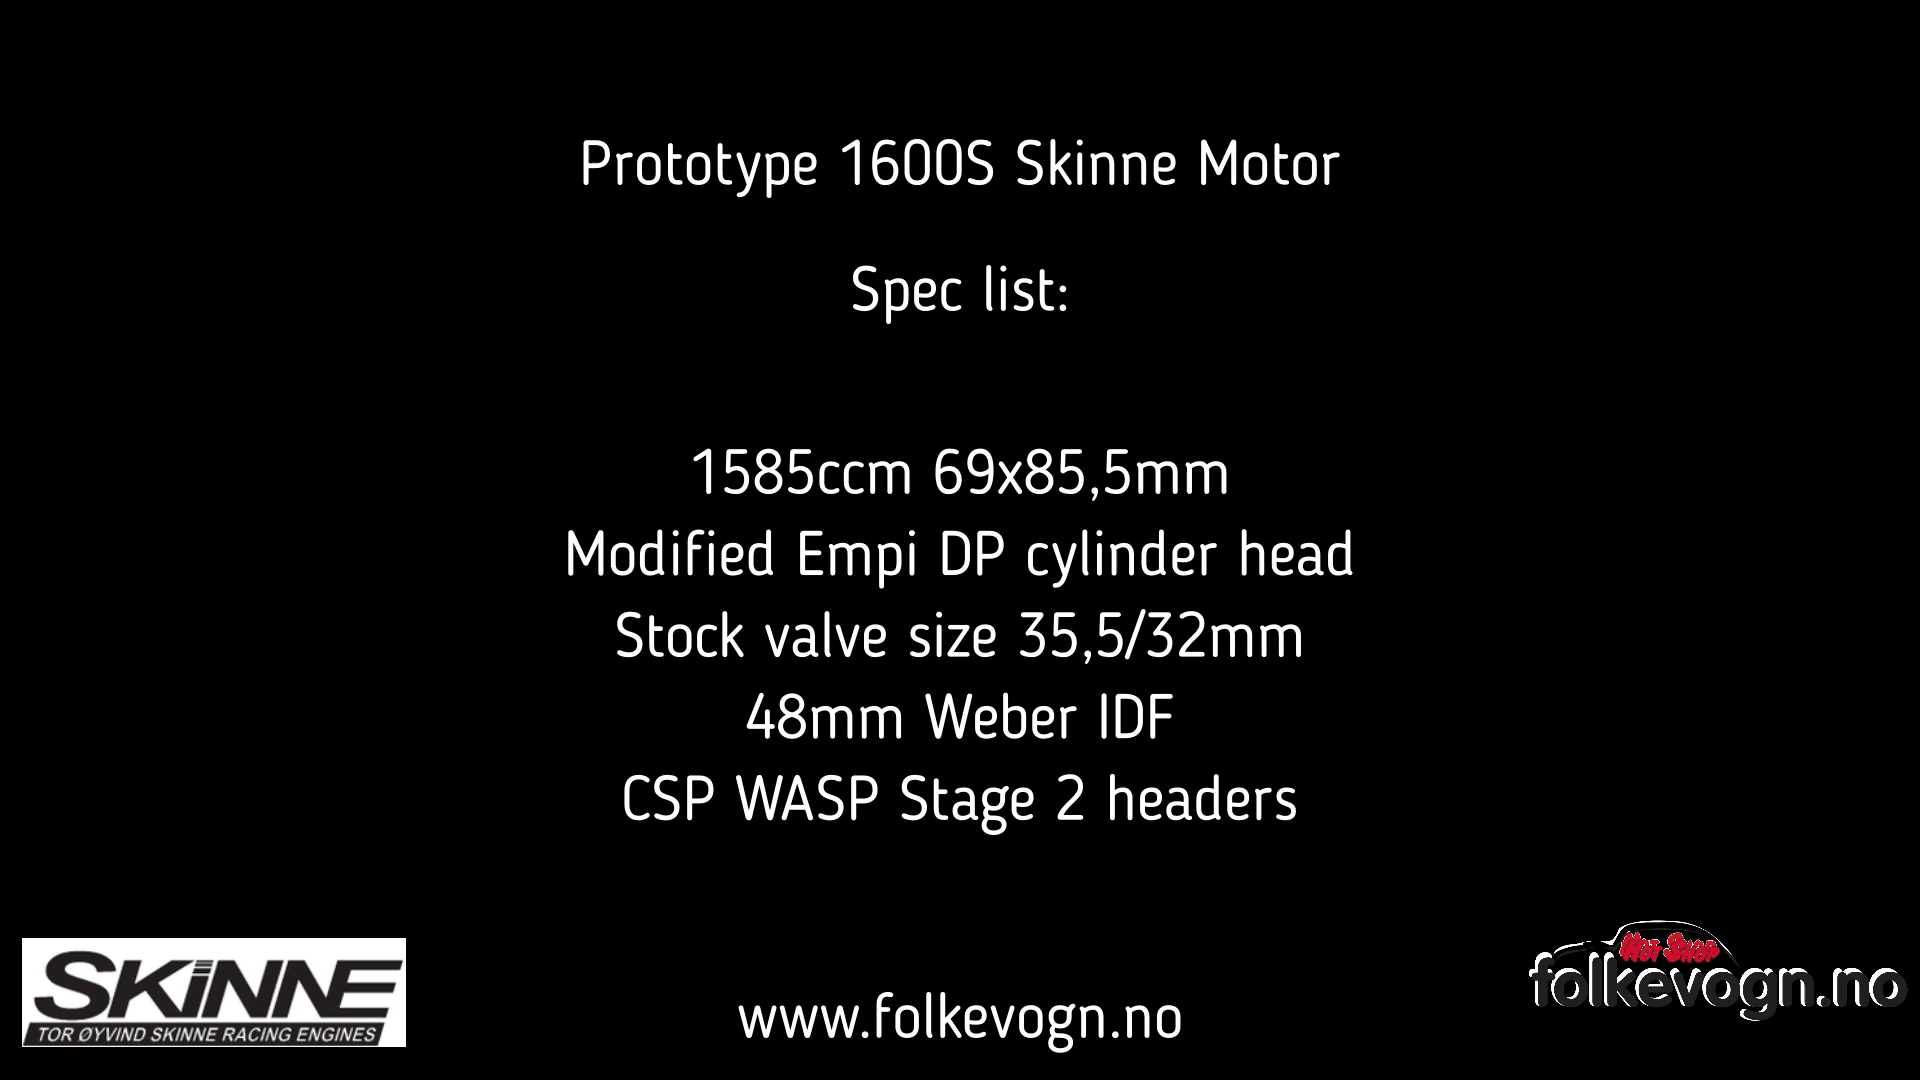 Prototype 1600S Skinne Motor
Spec list:
1585ccm 69x85,5mm
Modified Empi DP cylinder head
Stock valve size 35,5/32mm
48mm Weber IDF
CSP WASP Stage 2 headers
SKiNNE
TOR ØYVIND SKINNE RACING ENGINES
www.folkevogn.no
HOT SHOP
folkevogn.no